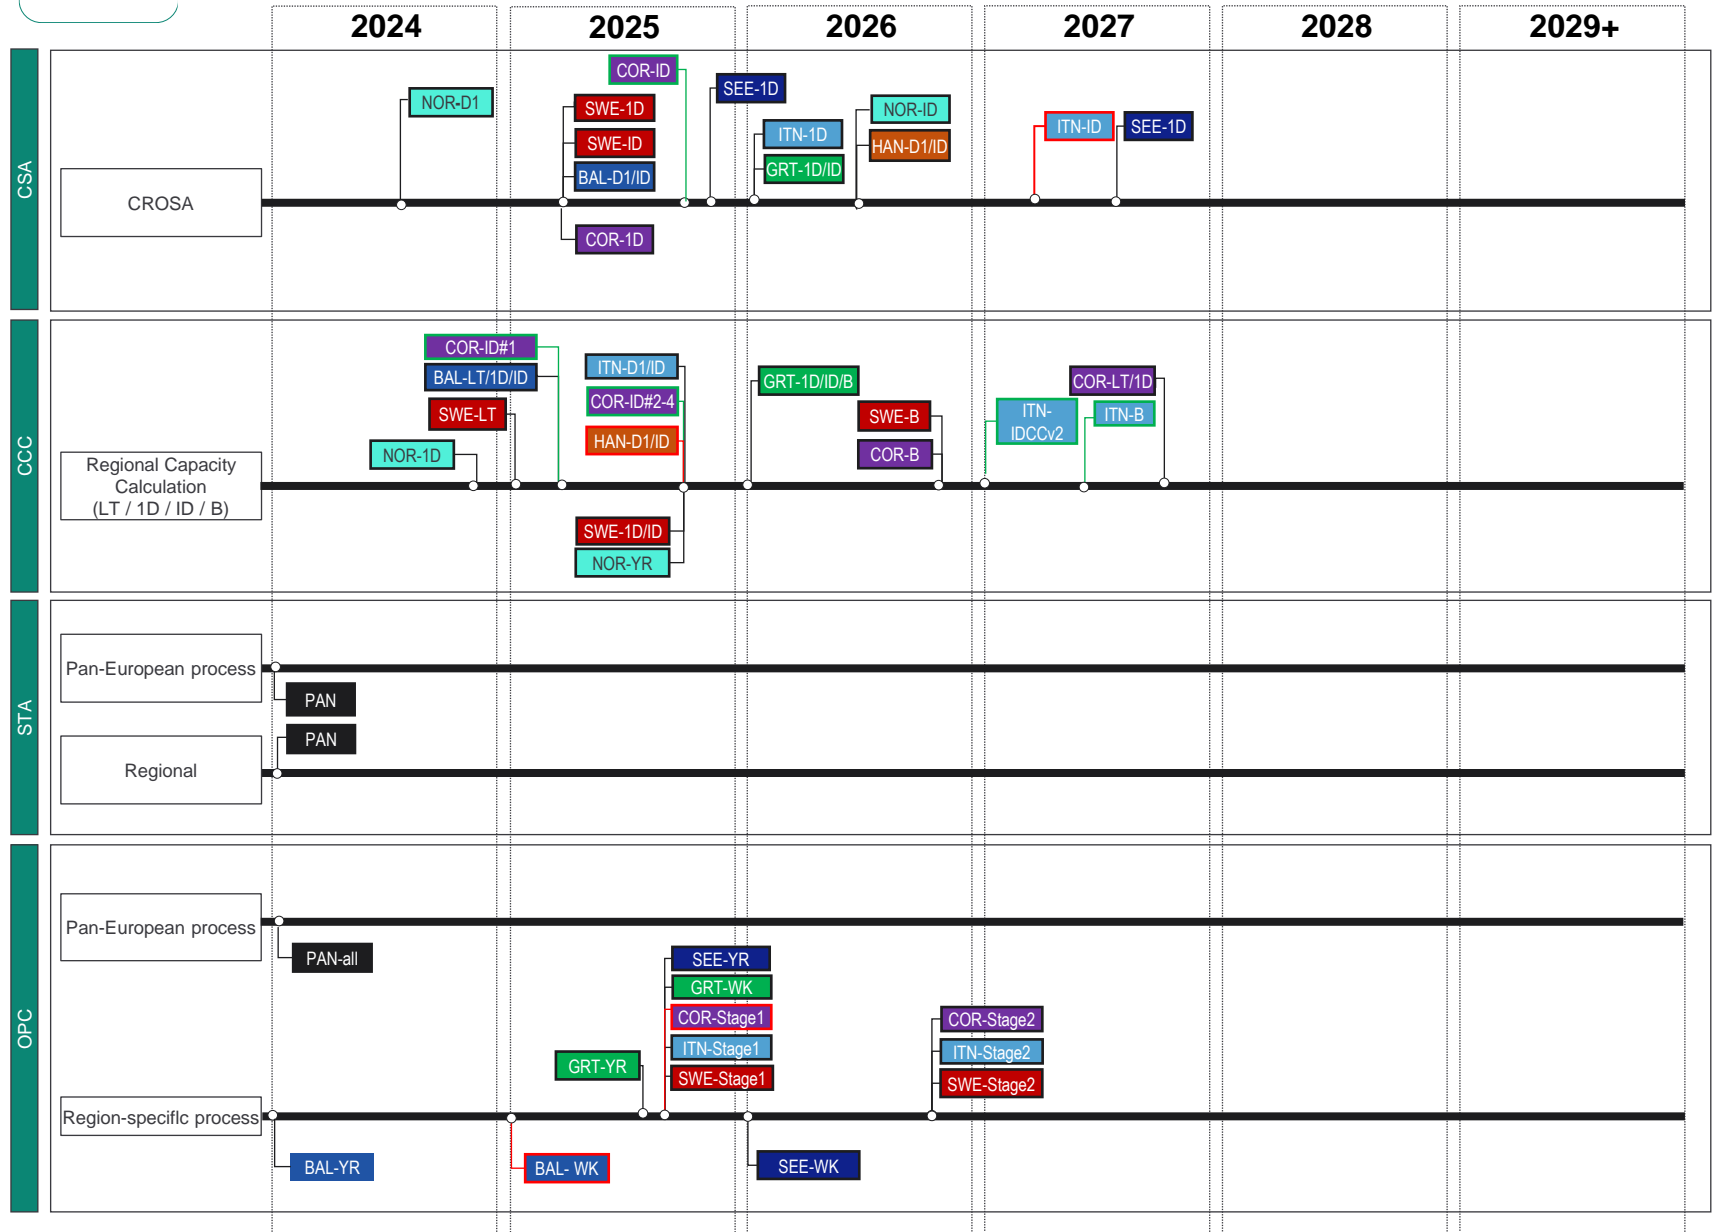 2024
2025
2026
2027
2028
2029+
CSA
CROSA
NOR-D1
COR-ID
SWE-1D
SWE-ID
BAL-D1/ID
COR-1D
SEE-1D
ITN-1D
GRT-1D/ID
NOR-ID
HAN-D1/ID
ITN-ID
SEE-1D
CCC
Regional Capacity
Calculation
(LT / 1D / ID / B)
COR-ID#1
BAL-LT/1D/ID
SWE-LT
NOR-1D
ITN-D1/ID
COR-ID#2-4
HAN-D1/ID
SWE-1D/ID
NOR-YR
GRT-1D/ID/B
SWE-B
COR-B
ITN-
IDCCv2
COR-LT/1D
ITN-B
STA
Pan-European process
PAN
PAN
Regional
OPC
Pan-European process
PAN-all
SEE-YR
GRT-WK
COR-Stage1
ITN-Stage1
SWE-Stage1
GRT-YR
COR-Stage2
ITN-Stage2
SWE-Stage2
Region-specific process
BAL-YR
BAL- WK
SEE-WK